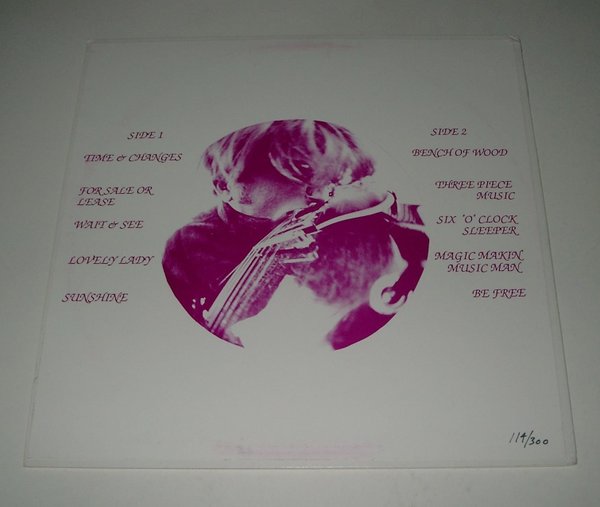 SIDE 1
TIME & CHANGES
FOR SALE OR
LEASE
WAIT & SEE
LOVELY LADY
SUNSHINE
SIDE 2
BENCH OF WOOD
THREE PIECE
MUSIC
SIX 'O' CLOCK
SLEEPER
MAGIC MAKIN
MUSIC MAN
BE FREE
114/300